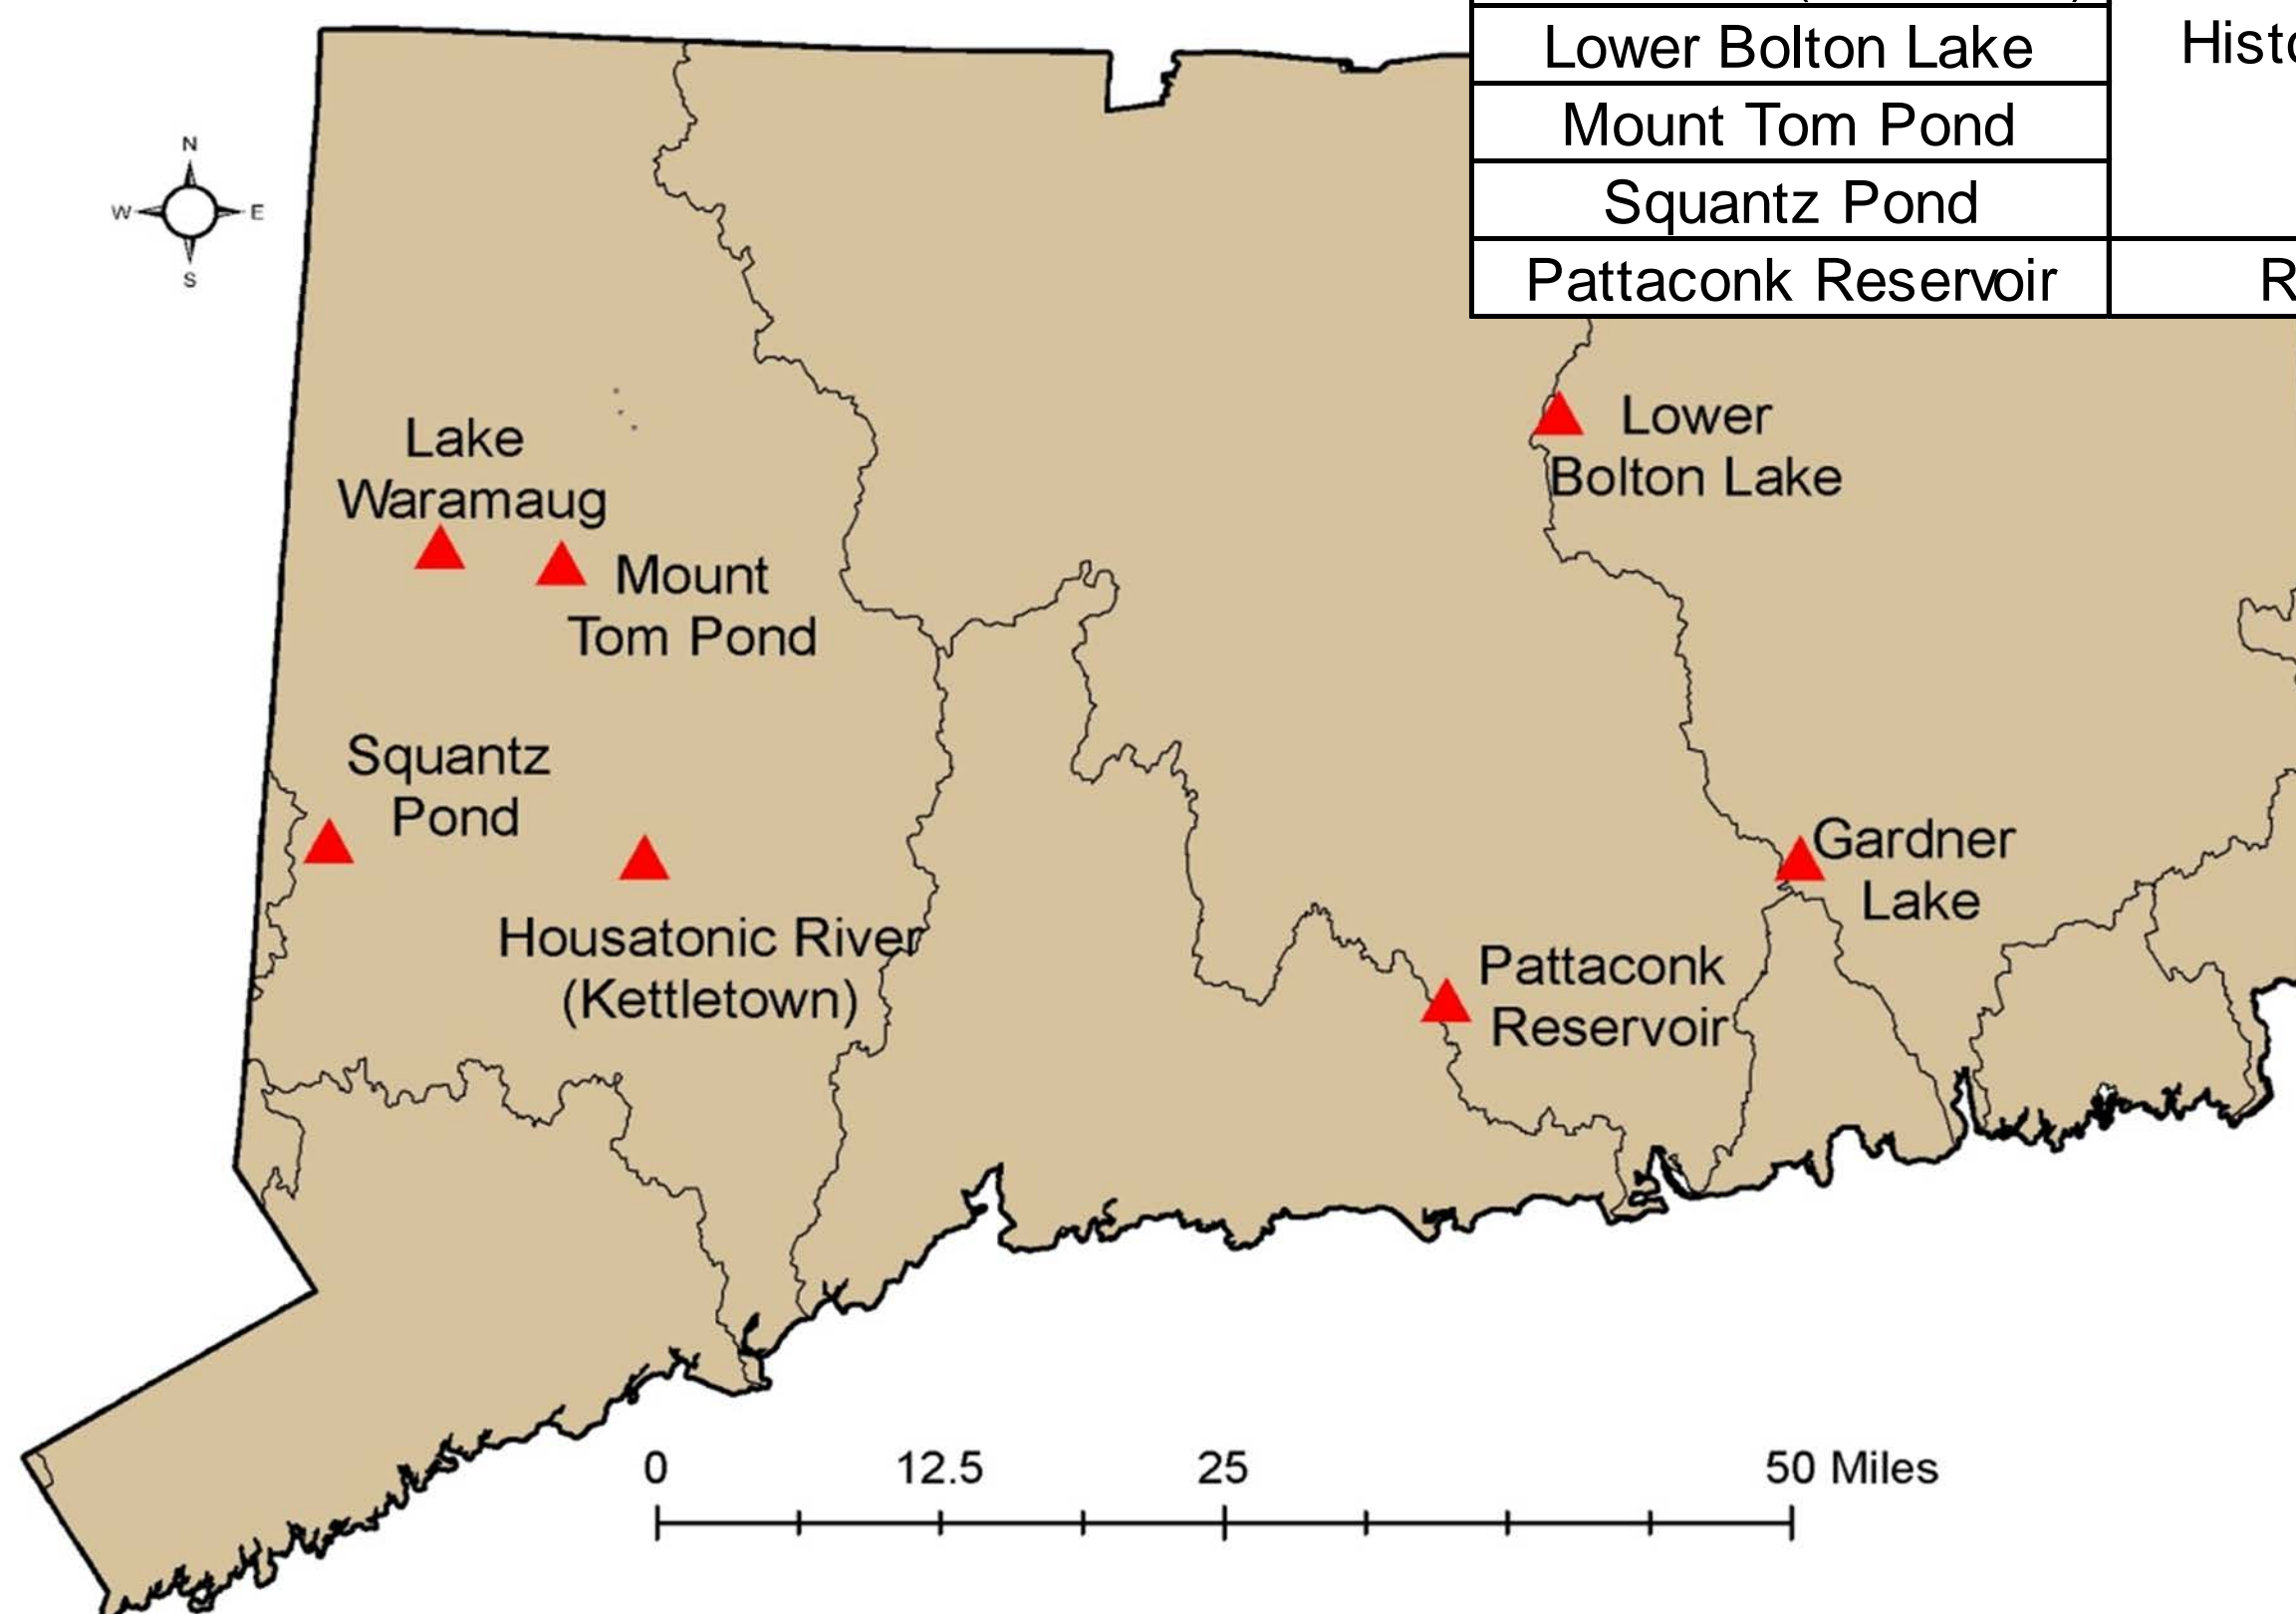 Lower Bolton Lake
Mount Tom Pond
Squantz Pond
Pattaconk Reservoir
N
W E
S
Lake
Waramaug
Mount
Tom Pond
Lower
Bolton Lake
Squantz
Pond
Housatonic River
(Kettletown)
Gardner
Lake
Pattaconk
Reservoir
0 12.5 25 50 Miles